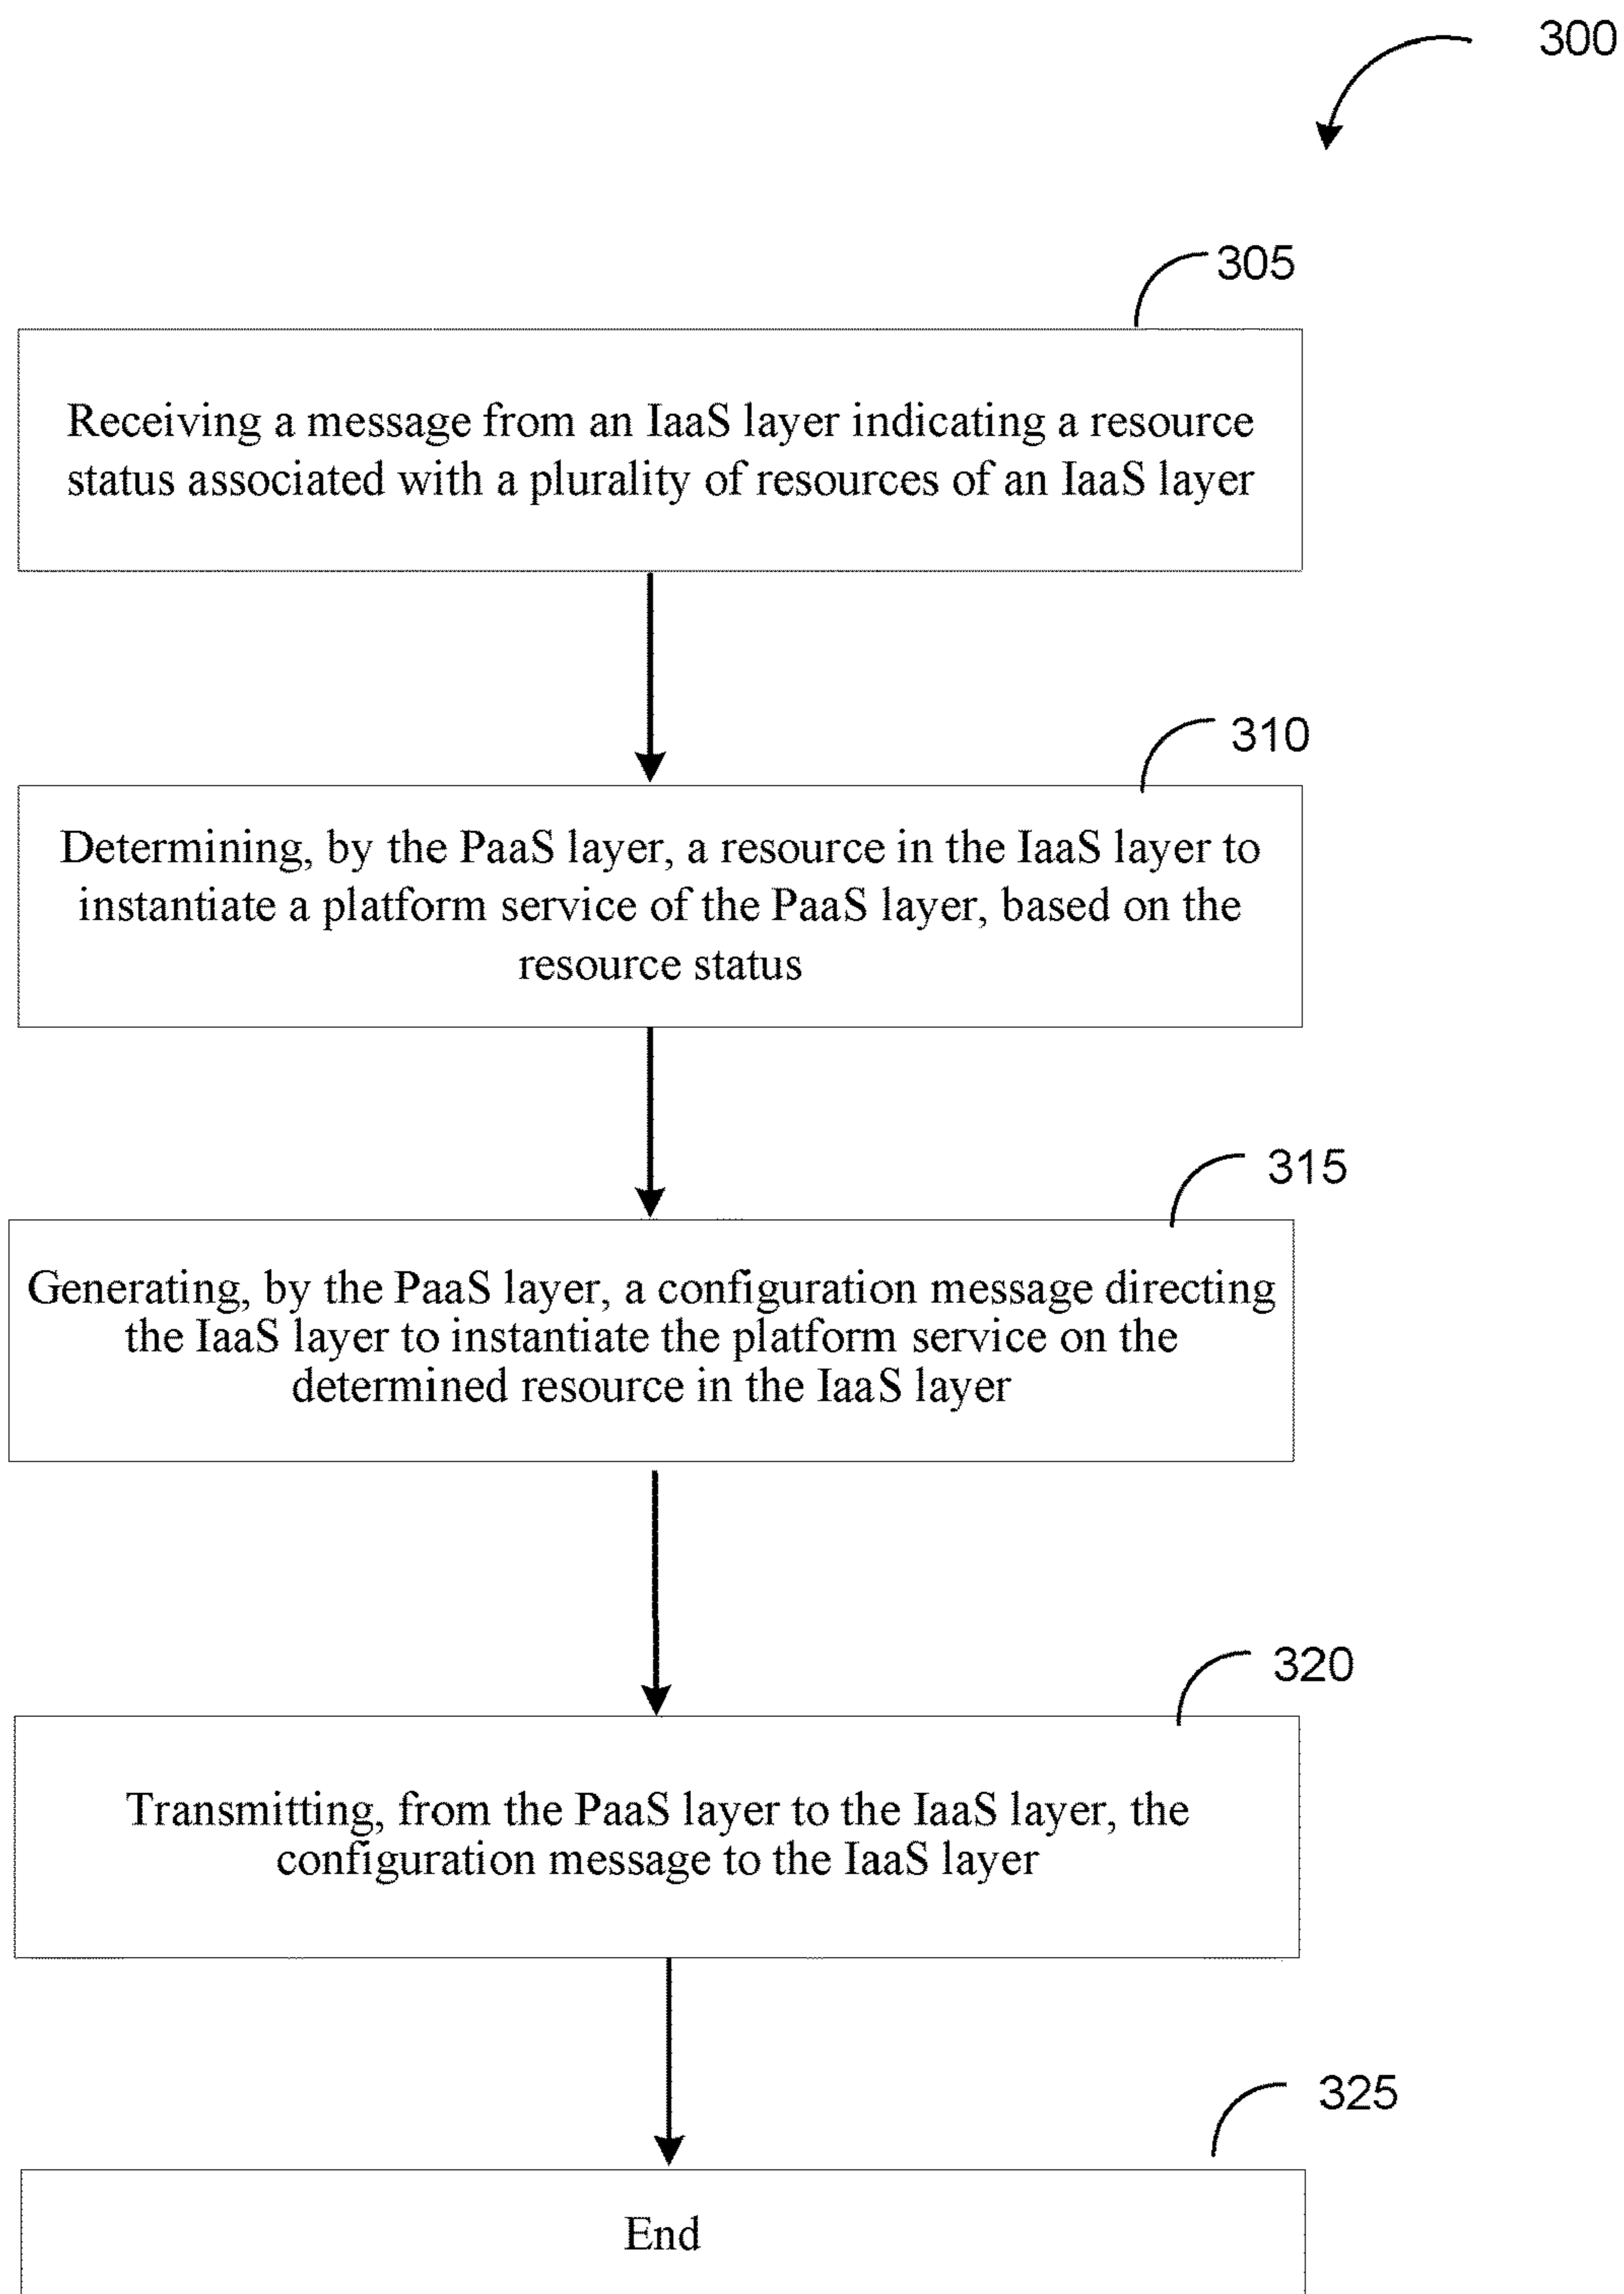 300
305
Receiving a message from an IaaS layer indicating a resource
status associated with a plurality of resources of an IaaS layer
310
Determining, by the PaaS layer, a resource in the IaaS layer to
instantiate a platform service of the PaaS layer, based on the
resource status
315
Generating, by the PaaS layer, a configuration message directing
the IaaS layer to instantiate the platform service on the
determined resource in the IaaS layer
320
Transmitting, from the PaaS layer to the IaaS layer, the
configuration message to the IaaS layer
325
End